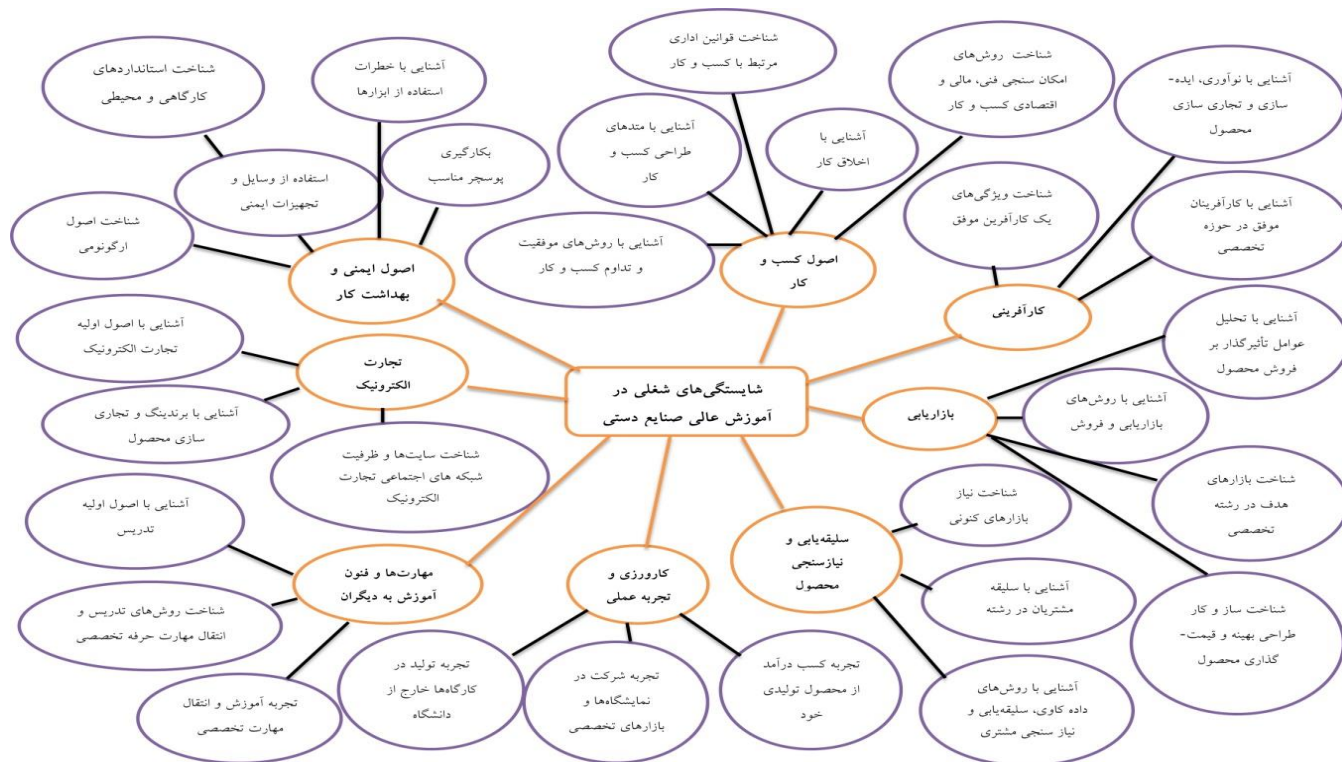 شایستگی‌های شغلی در
آموزش عالی صنایع دستی
اصول کسب و
کار
شناخت قوانین اداری
مرتبط با کسب و کار
شناخت روش‌های
امکان سنجی فنی، مالی و
اقتصادی کسب و کار
آشنایی با متدهای
طراحی کسب و
کار
آشنایی با
اخلاق کار
آشنایی با روش‌های موفقیت
و تداوم کسب و کار
کارآفرینی
آشنایی با نوآوری، ایده-
سازی و تجاری سازی
محصول
شناخت ویژگی‌های
یک کارآفرین موفق
آشنایی با کارآفرینان
موفق در حوزه
تخصصی
بازاریابی
آشنایی با تحلیل
عوامل تأثیرگذار بر
فروش محصول
آشنایی با روش‌های
بازاریابی و فروش
شناخت بازارهای
هدف در رشته
تخصصی
شناخت ساز و کار
طراحی بهینه و قیمت-
گذاری محصول
سلیقه‌یابی و
نیازسنجی
محصول
شناخت نیاز
بازارهای کنونی
آشنایی با سلیقه
مشتریان در رشته
آشنایی با روش‌های
داده کاوی، سلیقه‌یابی و
نیاز سنجی مشتری
کارورزی و
تجربه عملی
تجربه کسب درآمد
از محصول تولیدی
خود
تجربه شرکت در
نمایشگاه‌ها و
بازارهای تخصصی
تجربه تولید در
کارگاه‌ها خارج از
دانشگاه
مهارت‌ها و فنون
آموزش به دیگران
آشنایی با اصول اولیه
تدریس
شناخت روش‌های تدریس و
انتقال مهارت حرفه تخصصی
تجربه آموزش و انتقال
مهارت تخصصی
تجارت
الکترونیک
آشنایی با اصول اولیه
تجارت الکترونیک
آشنایی با برندینگ و تجاری
سازی محصول
شناخت سایت‌ها و ظرفیت
شبکه های اجتماعی تجارت
الکترونیک
اصول ایمنی و
بهداشت کار
شناخت استانداردهای
کارگاهی و محیطی
آشنایی با خطرات
استفاده از ابزارها
استفاده از وسایل و
تجهیزات ایمنی
بکارگیری
پوسچر مناسب
شناخت اصول
ارگونومی